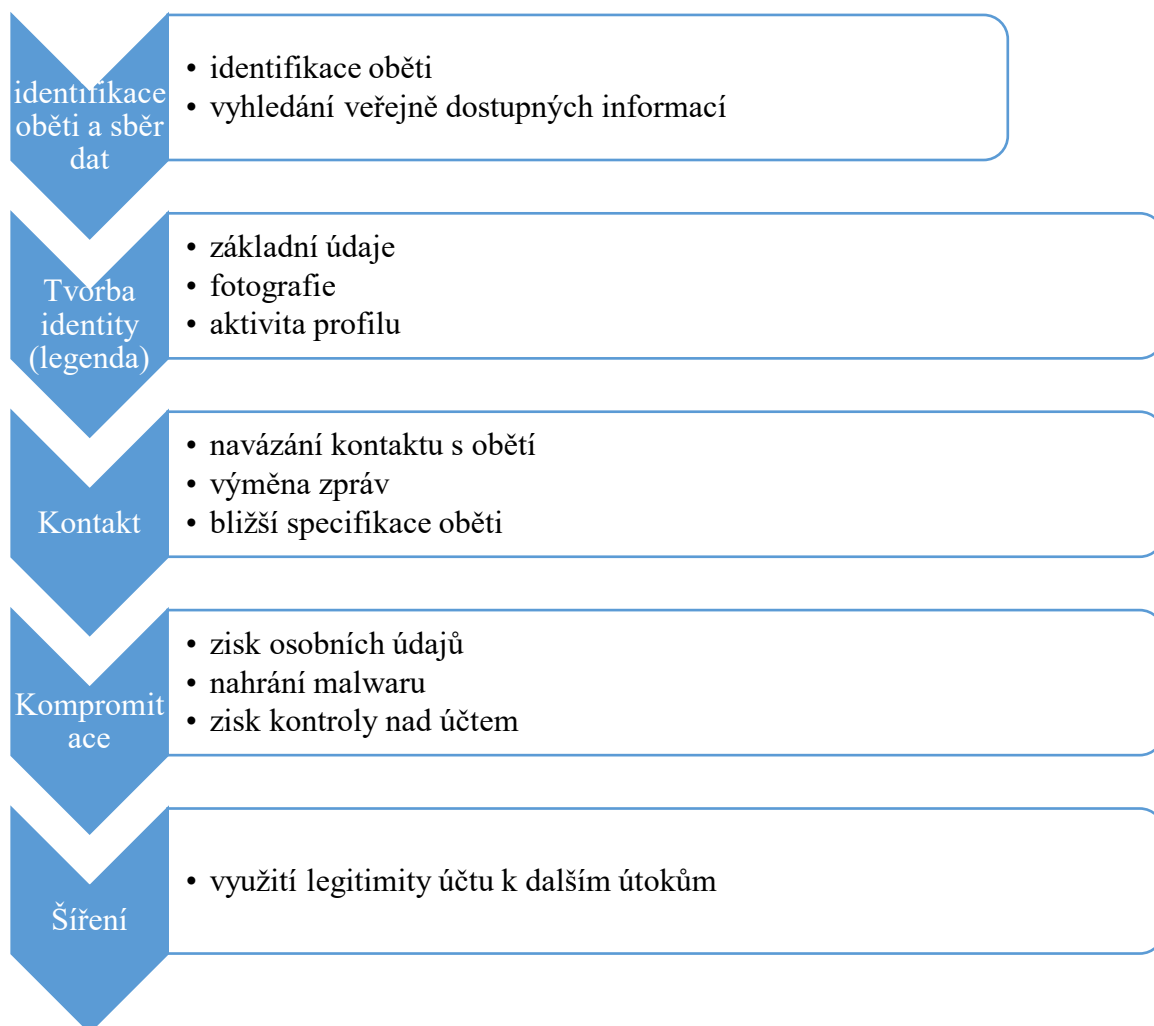 identifikace
oběti a sběr
dat
• identifikace oběti
• vyhledání veřejně dostupných informací
Tvorba
identity
(legenda)
• základní údaje
• fotografie
• aktivita profilu
Kontakt
• navázání kontaktu s obětí
• výměna zpráv
• bližší specifikace oběti
Kompromit
ace
• zisk osobních údajů
• nahrání malwaru
• zisk kontroly nad účtem
Šíření
• využití legitimity účtu k dalším útokům